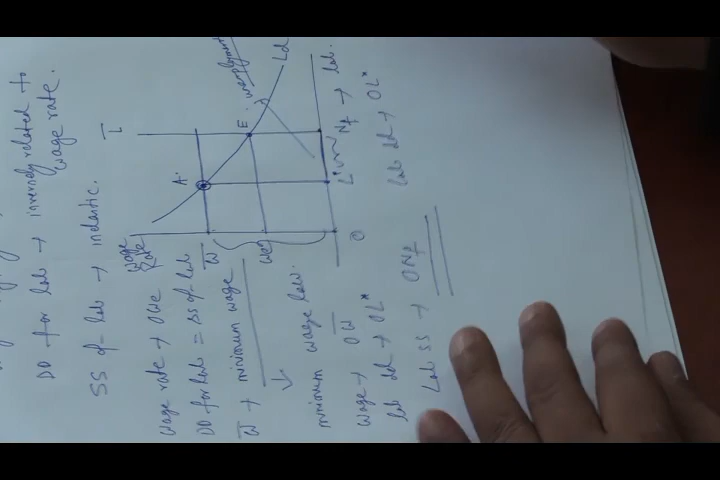 DD for lab → inversely related to
wage rate.
SS of lab → inelastic.
Wage
Rate
L̅
A.
E.
unemployment
Ld
W̅
We
O
L*
Nf → lab.
Wage rate → OWe
DD for lab = SS of lab
W̅ → minimum wage
↓
minimum wage law.
Wage → OW̅
lab dd → OL*
lab dd → OL*
Lab SS → ONf